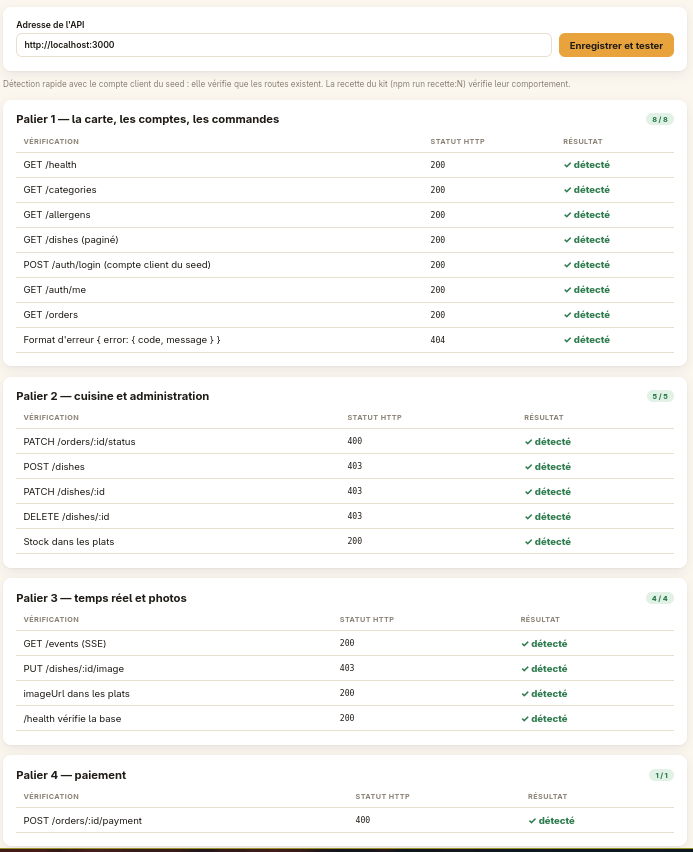 Adresse de l'API
http://localhost:3000 Enregistrer et tester
Détection rapide avec le compte client du seed : elle vérifie que les routes existent. La recette du kit (npm run recette:N) vérifie leur comportement.
Palier 1 — la carte, les comptes, les commandes 8 / 8
VÉRIFICATION STATUT HTTP RÉSULTAT
GET /health 200 ✓ détecté
GET /categories 200 ✓ détecté
GET /allergens 200 ✓ détecté
GET /dishes (paginé) 200 ✓ détecté
POST /auth/login (compte client du seed) 200 ✓ détecté
GET /auth/me 200 ✓ détecté
GET /orders 200 ✓ détecté
Format d'erreur { error: { code, message } } 404 ✓ détecté
Palier 2 — cuisine et administration 5 / 5
VÉRIFICATION STATUT HTTP RÉSULTAT
PATCH /orders/:id/status 400 ✓ détecté
POST /dishes 403 ✓ détecté
PATCH /dishes/:id 403 ✓ détecté
DELETE /dishes/:id 403 ✓ détecté
Stock dans les plats 200 ✓ détecté
Palier 3 — temps réel et photos 4 / 4
VÉRIFICATION STATUT HTTP RÉSULTAT
GET /events (SSE) 200 ✓ détecté
PUT /dishes/:id/image 403 ✓ détecté
imageUrl dans les plats 200 ✓ détecté
/health vérifie la base 200 ✓ détecté
Palier 4 — paiement 1 / 1
VÉRIFICATION STATUT HTTP RÉSULTAT
POST /orders/:id/payment 400 ✓ détecté